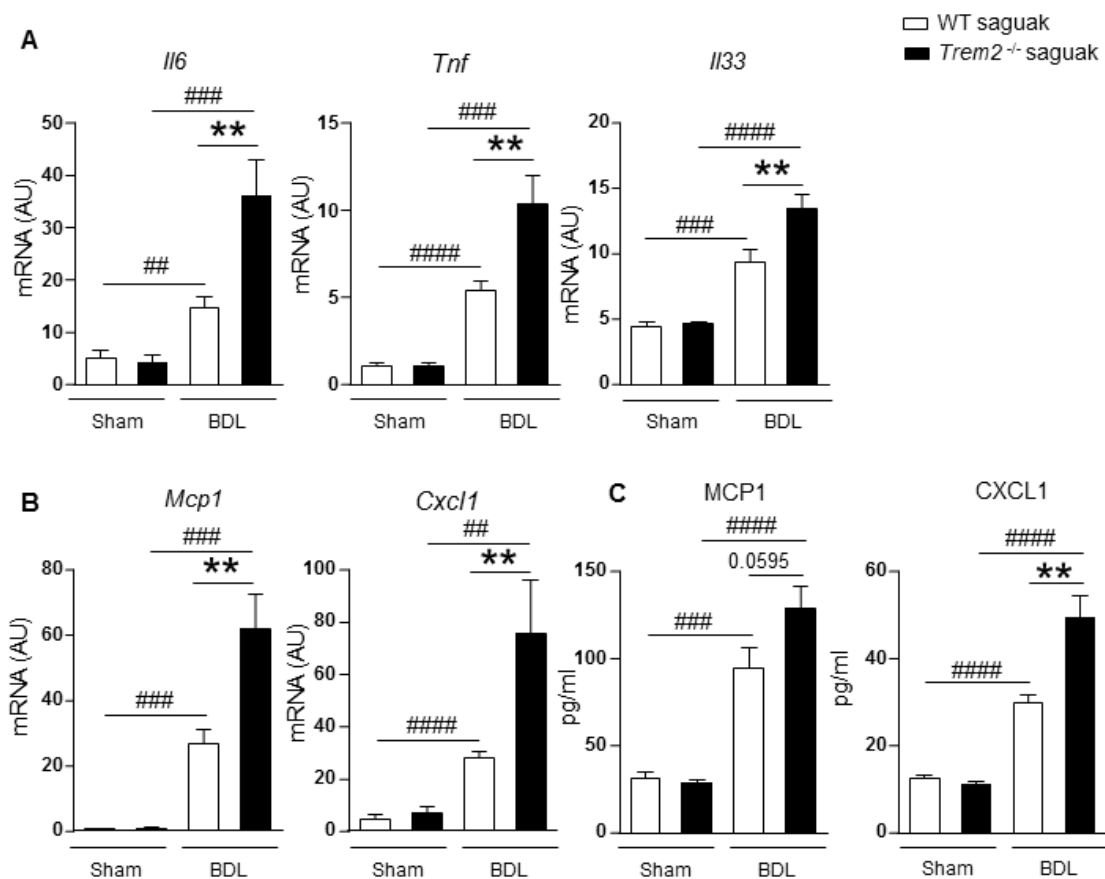 WT saguak
Trem2 -/- saguak
A
Il6
###
**
##
50
40
30
20
10
0
mRNA (AU)
Sham
BDL
Tnf
###
**
####
15
10
5
0
mRNA (AU)
Sham
BDL
Il33
####
**
###
20
15
10
5
0
mRNA (AU)
Sham
BDL
B
Mcp1
###
**
###
80
60
40
20
0
mRNA (AU)
Sham
BDL
Cxcl1
##
**
####
100
80
60
40
20
0
mRNA (AU)
Sham
BDL
C
MCP1
####
0.0595
###
150
100
50
0
pg/ml
Sham
BDL
CXCL1
####
**
####
60
40
20
0
pg/ml
Sham
BDL